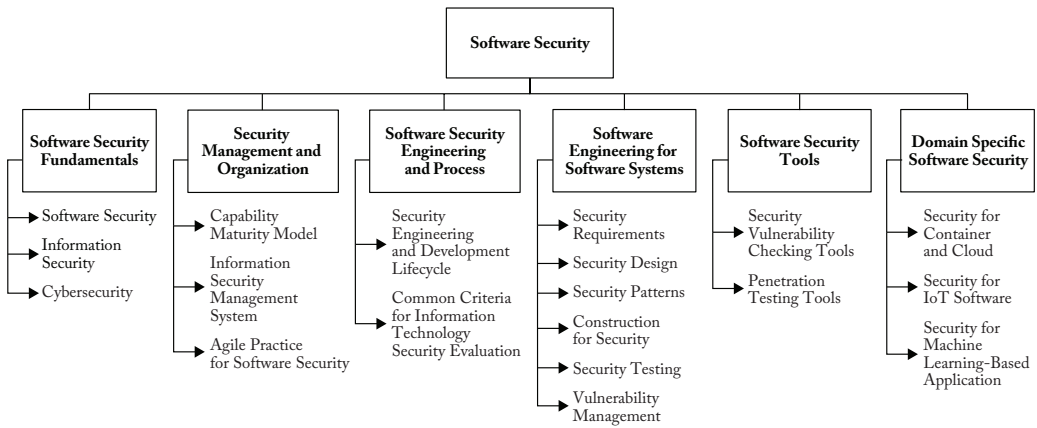 Software Security
Software Security
Fundamentals
Software Security
Information
Security
Cybersecurity
Security
Management and
Organization
Capability
Maturity Model
Information
Security
Management
System
Agile Practice
for Software Security
Software Security
Engineering
and Process
Security
Engineering
and Development
Lifecycle
Common Criteria
for Information
Technology
Security Evaluation
Software
Engineering for
Software Systems
Security
Requirements
Security Design
Security Patterns
Construction
for Security
Security Testing
Vulnerability
Management
Software Security
Tools
Security
Vulnerability
Checking Tools
Penetration
Testing Tools
Domain Specific
Software Security
Security for
Container
and Cloud
Security for
IoT Software
Security for
Machine
Learning-Based
Application